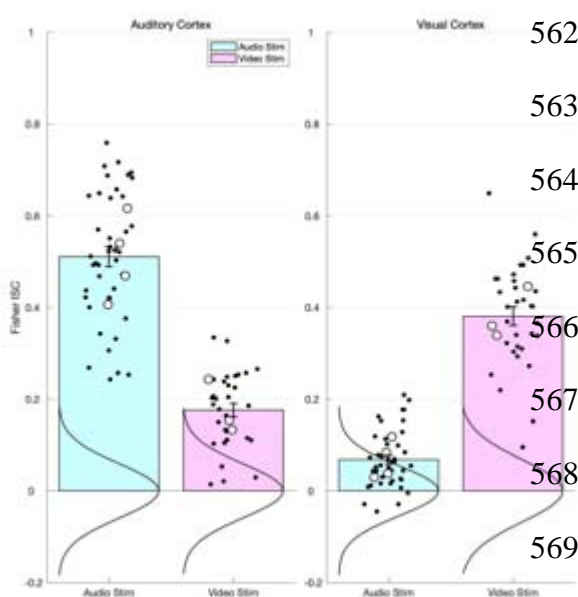 Auditory Cortex
Visual Cortex
Audio Stim
Video Stim
Fisher ISC
1
0.8
0.6
0.4
0.2
0
-0.2
Audio Stim
Video Stim
1
0.8
0.6
0.4
0.2
0
-0.2
Audio Stim
Video Stim
562
563
564
565
566
567
568
569